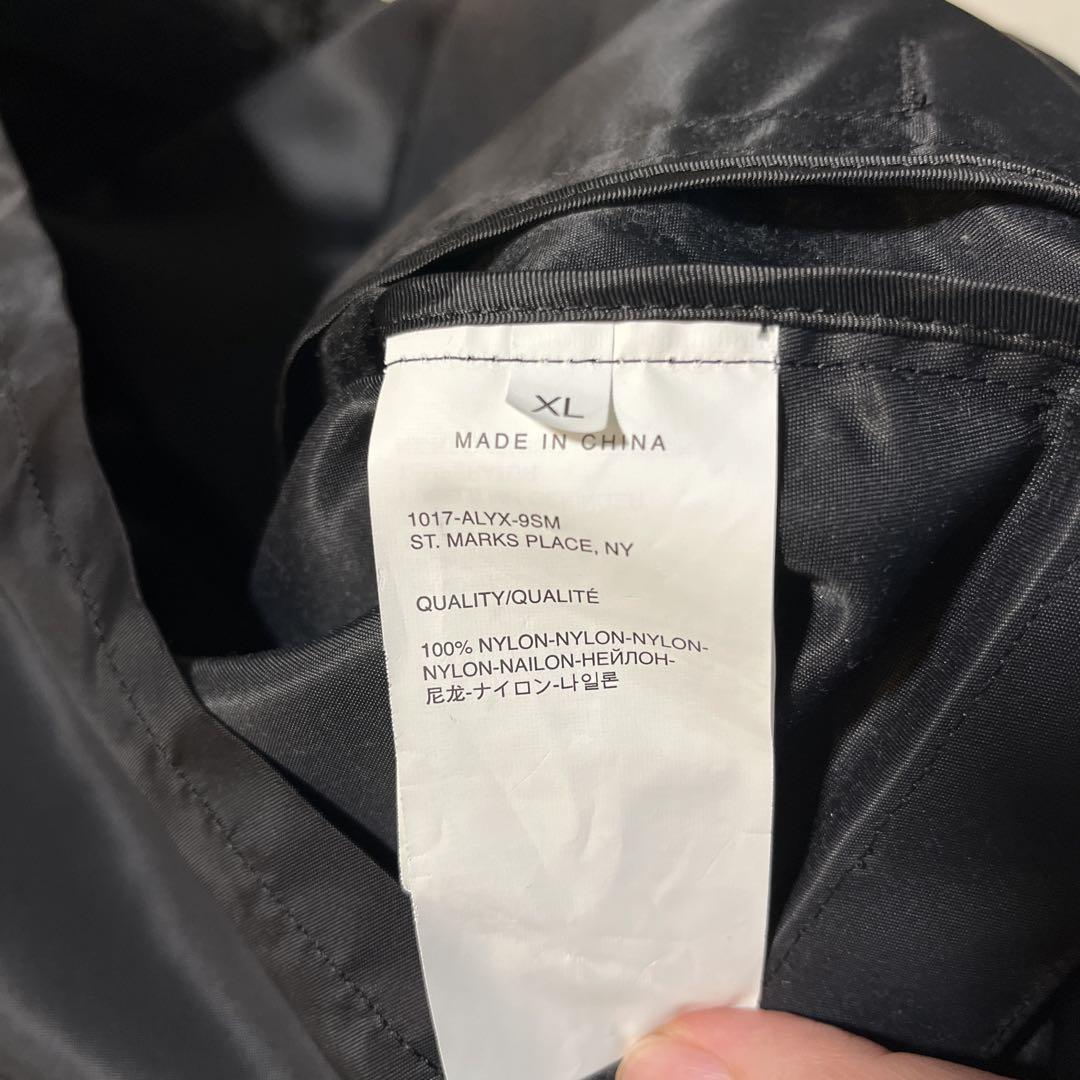 XL
MADE IN CHINA
1017-ALYX-9SM
ST. MARKS PLACE, NY
QUALITY/QUALITÉ
100% NYLON-NYLON-NYLON-
NYLON-NAILON-НЕЙЛОН-
尼龙-ナイロン-나일론